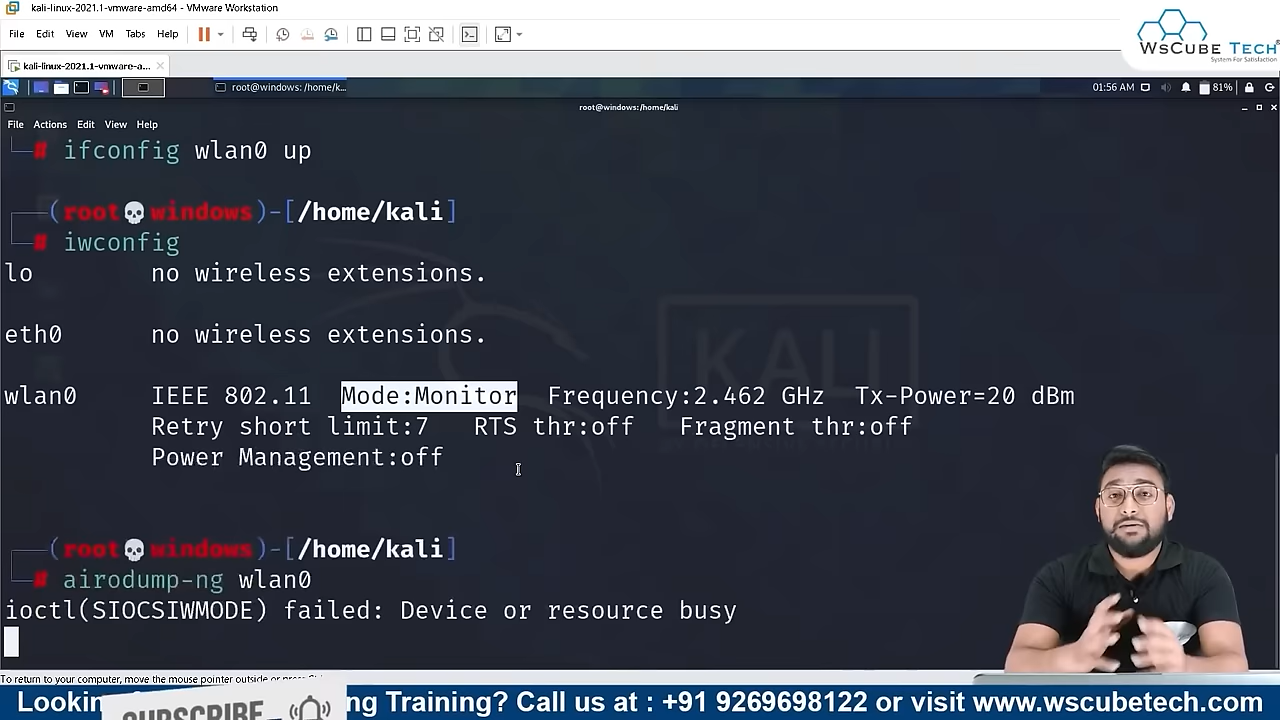 kali-linux-2021.1-vmware-amd64 - VMware Workstation
File Edit View VM Tabs Help
WsCube Tech
System For Satisfaction
kali-linux-2021.1-vmware-a...
root@windows: /home/k...
01:56 AM 81%
root@windows: /home/kali
File Actions Edit View Help
# ifconfig wlan0 up
(root💀windows)-[/home/kali]
# iwconfig
lo no wireless extensions.
eth0 no wireless extensions.
wlan0 IEEE 802.11 Mode:Monitor Frequency:2.462 GHz Tx-Power=20 dBm
Retry short limit:7 RTS thr:off Fragment thr:off
Power Management:off
(root💀windows)-[/home/kali]
# airodump-ng wlan0
ioctl(SIOCSIWMODE) failed: Device or resource busy
To return to your computer, move the mouse pointer outside or press
ng Training? Call us at : +91 9269698122 or visit www.wscubetech.com
SUBSCRIBE